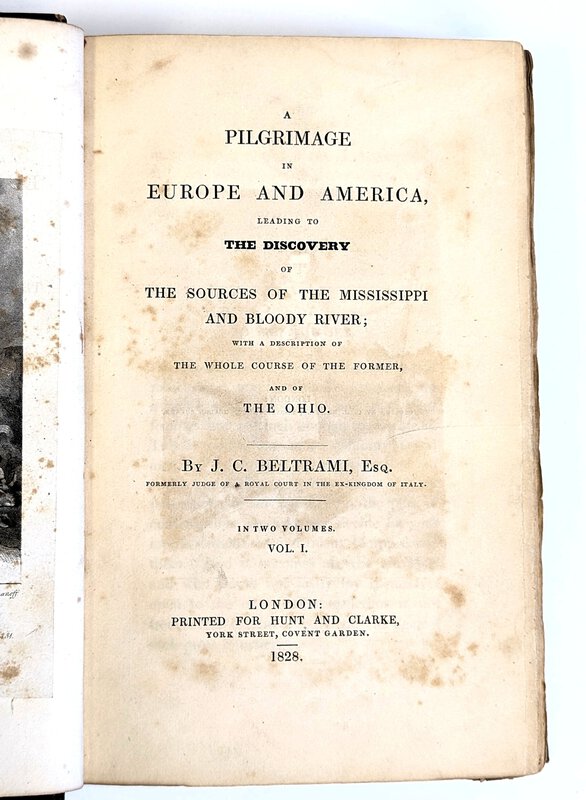 A
PILGRIMAGE
IN
EUROPE AND AMERICA,
LEADING TO
THE DISCOVERY
OF
THE SOURCES OF THE MISSISSIPPI
AND BLOODY RIVER;
WITH A DESCRIPTION OF
THE WHOLE COURSE OF THE FORMER,
AND OF
THE OHIO.
BY J. C. BELTRAMI, ESQ.
FORMERLY JUDGE OF A ROYAL COURT IN THE EX-KINGDOM OF ITALY.
IN TWO VOLUMES.
VOL. I.
LONDON:
PRINTED FOR HUNT AND CLARKE,
YORK STREET, COVENT GARDEN.
1828.